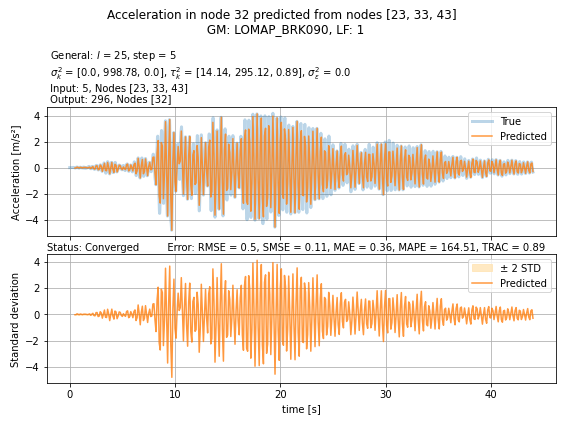 Acceleration in node 32 predicted from nodes [23, 33, 43]
GM: LOMAP_BRK090, LF: 1
General: l = 25, step = 5
σ²ₖ = [0.0, 998.78, 0.0], τ²ₖ = [14.14, 295.12, 0.89], σ²ₑ = 0.0
Input: 5, Nodes [23, 33, 43]
Output: 296, Nodes [32]
Acceleration [m/s²]
4
2
0
−2
−4
True
Predicted
Status: Converged Error: RMSE = 0.5, SMSE = 0.11, MAE = 0.36, MAPE = 164.51, TRAC = 0.89
Standard deviation
4
2
0
−2
−4
± 2 STD
Predicted
0 10 20 30 40
time [s]